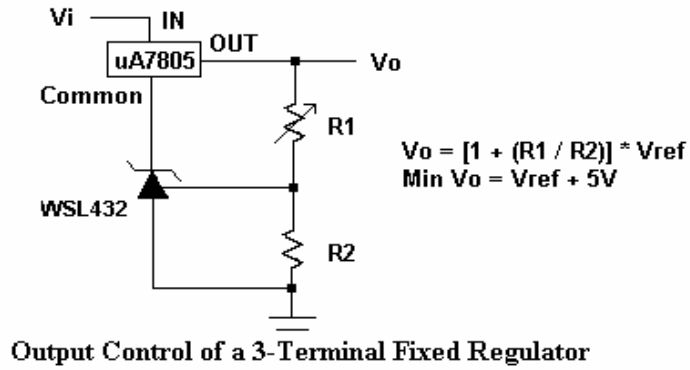 Vi
IN
OUT
uA7805
Vo
Common
R1
Vo = [1 + (R1 / R2)] * Vref
Min Vo = Vref + 5V
WSL432
R2
Output Control of a 3-Terminal Fixed Regulator